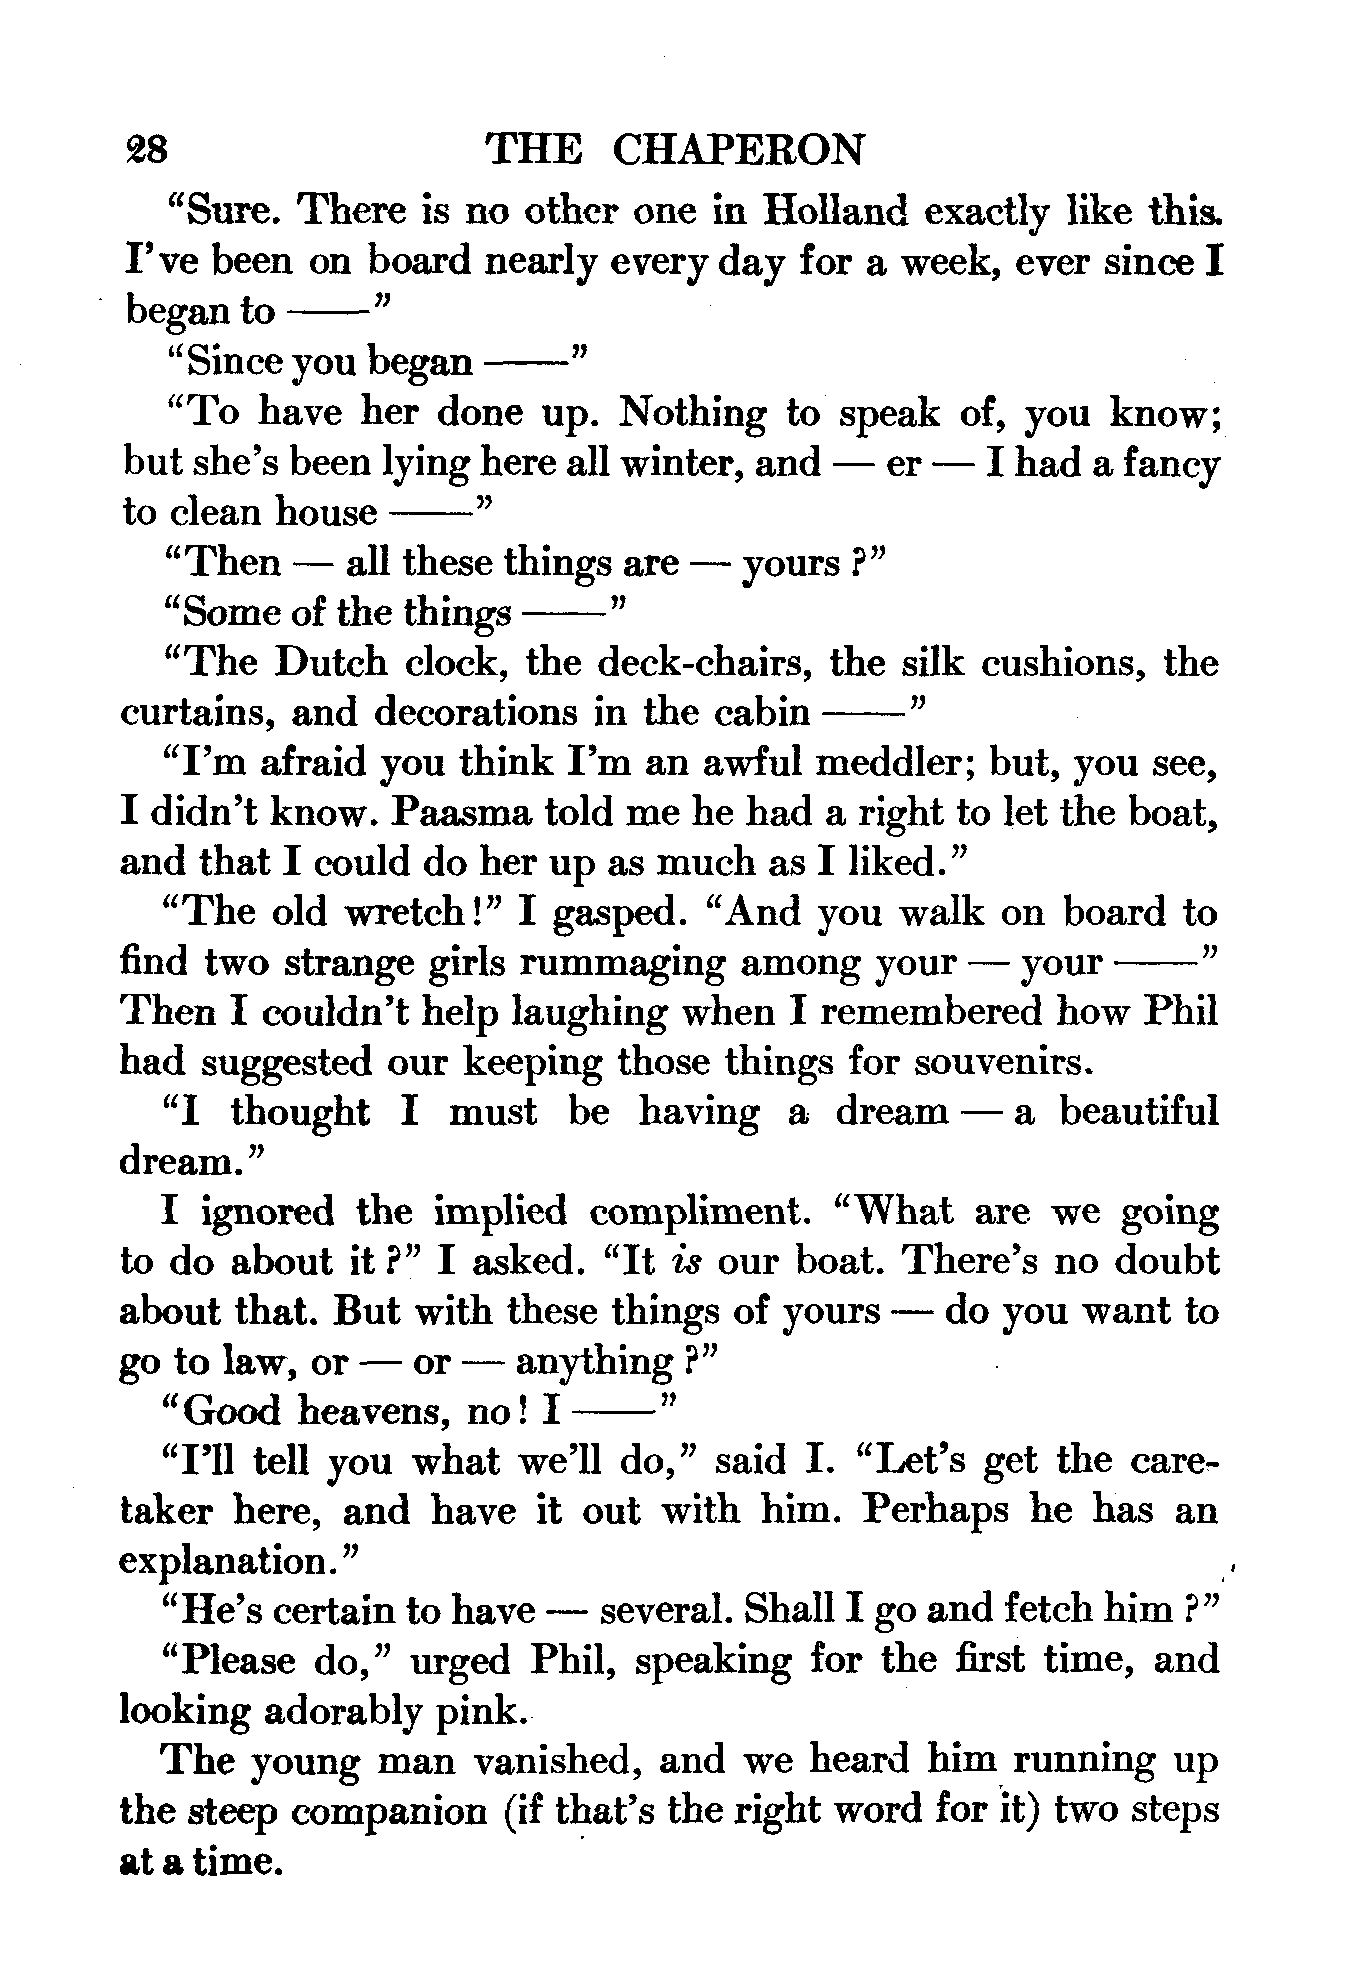 28 THE CHAPERON
“Sure. There is no other one in Holland exactly like this.
I’ve been on board nearly every day for a week, ever since I
began to ——”
“Since you began ——”
“To have her done up. Nothing to speak of, you know;
but she’s been lying here all winter, and — er — I had a fancy
to clean house ——”
“Then — all these things are — yours ?”
“Some of the things ——”
“The Dutch clock, the deck-chairs, the silk cushions, the
curtains, and decorations in the cabin ——”
“I’m afraid you think I’m an awful meddler; but, you see,
I didn’t know. Paasma told me he had a right to let the boat,
and that I could do her up as much as I liked.”
“The old wretch!” I gasped. “And you walk on board to
find two strange girls rummaging among your — your ——”
Then I couldn’t help laughing when I remembered how Phil
had suggested our keeping those things for souvenirs.
“I thought I must be having a dream — a beautiful
dream.”
I ignored the implied compliment. “What are we going
to do about it?” I asked. “It is our boat. There’s no doubt
about that. But with these things of yours — do you want to
go to law, or — or — anything ?”
“Good heavens, no! I ——”
“I’ll tell you what we’ll do,” said I. “Let’s get the care-
taker here, and have it out with him. Perhaps he has an
explanation.”
“He’s certain to have — several. Shall I go and fetch him ?”
“Please do,” urged Phil, speaking for the first time, and
looking adorably pink.
The young man vanished, and we heard him running up
the steep companion (if that’s the right word for it) two steps
at a time.